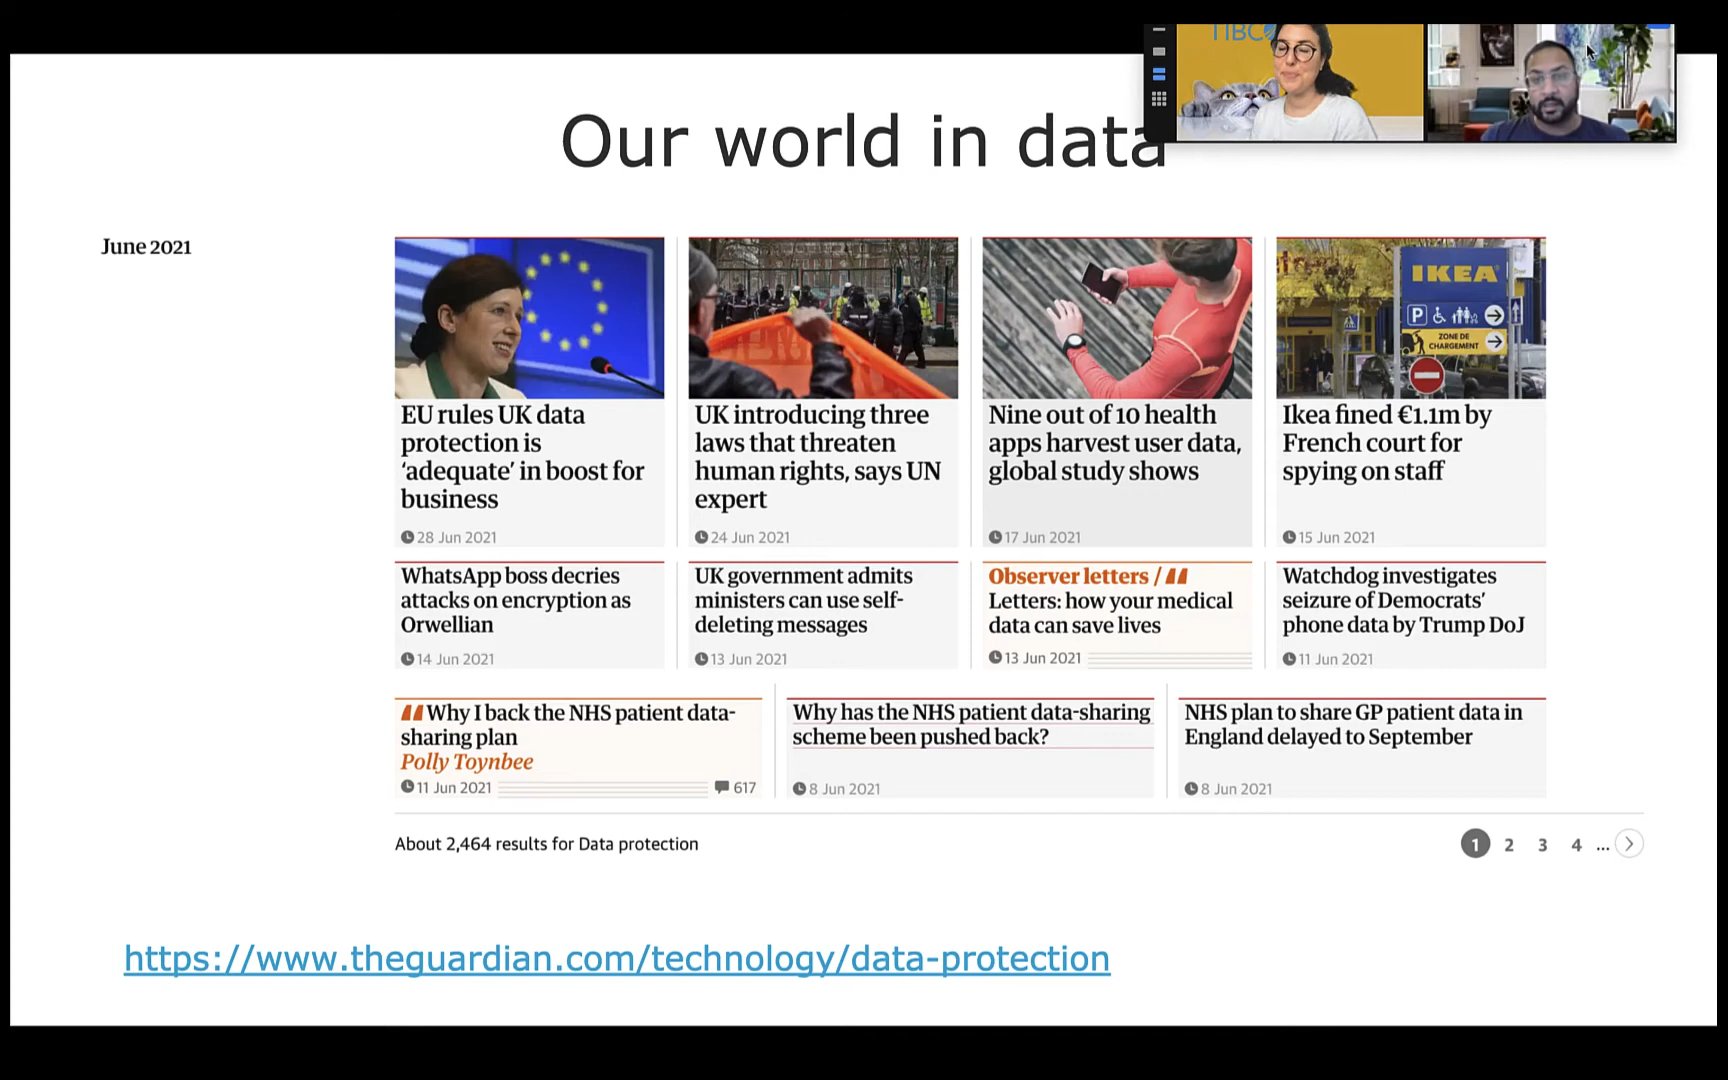 TIBC
Our world in data
June 2021
EU rules UK data
protection is
‘adequate’ in boost for
business
28 Jun 2021
UK introducing three
laws that threaten
human rights, says UN
expert
24 Jun 2021
Nine out of 10 health
apps harvest user data,
global study shows
17 Jun 2021
IKEA
P
ZONE DE
CHARGEMENT
Ikea fined €1.1m by
French court for
spying on staff
15 Jun 2021
WhatsApp boss decries
attacks on encryption as
Orwellian
14 Jun 2021
UK government admits
ministers can use self-
deleting messages
13 Jun 2021
Observer letters /
Letters: how your medical
data can save lives
13 Jun 2021
Watchdog investigates
seizure of Democrats’
phone data by Trump DoJ
11 Jun 2021
Why I back the NHS patient data-
sharing plan
Polly Toynbee
11 Jun 2021
617
Why has the NHS patient data-sharing
scheme been pushed back?
8 Jun 2021
NHS plan to share GP patient data in
England delayed to September
8 Jun 2021
About 2,464 results for Data protection
1 2 3 4 ...
https://www.theguardian.com/technology/data-protection